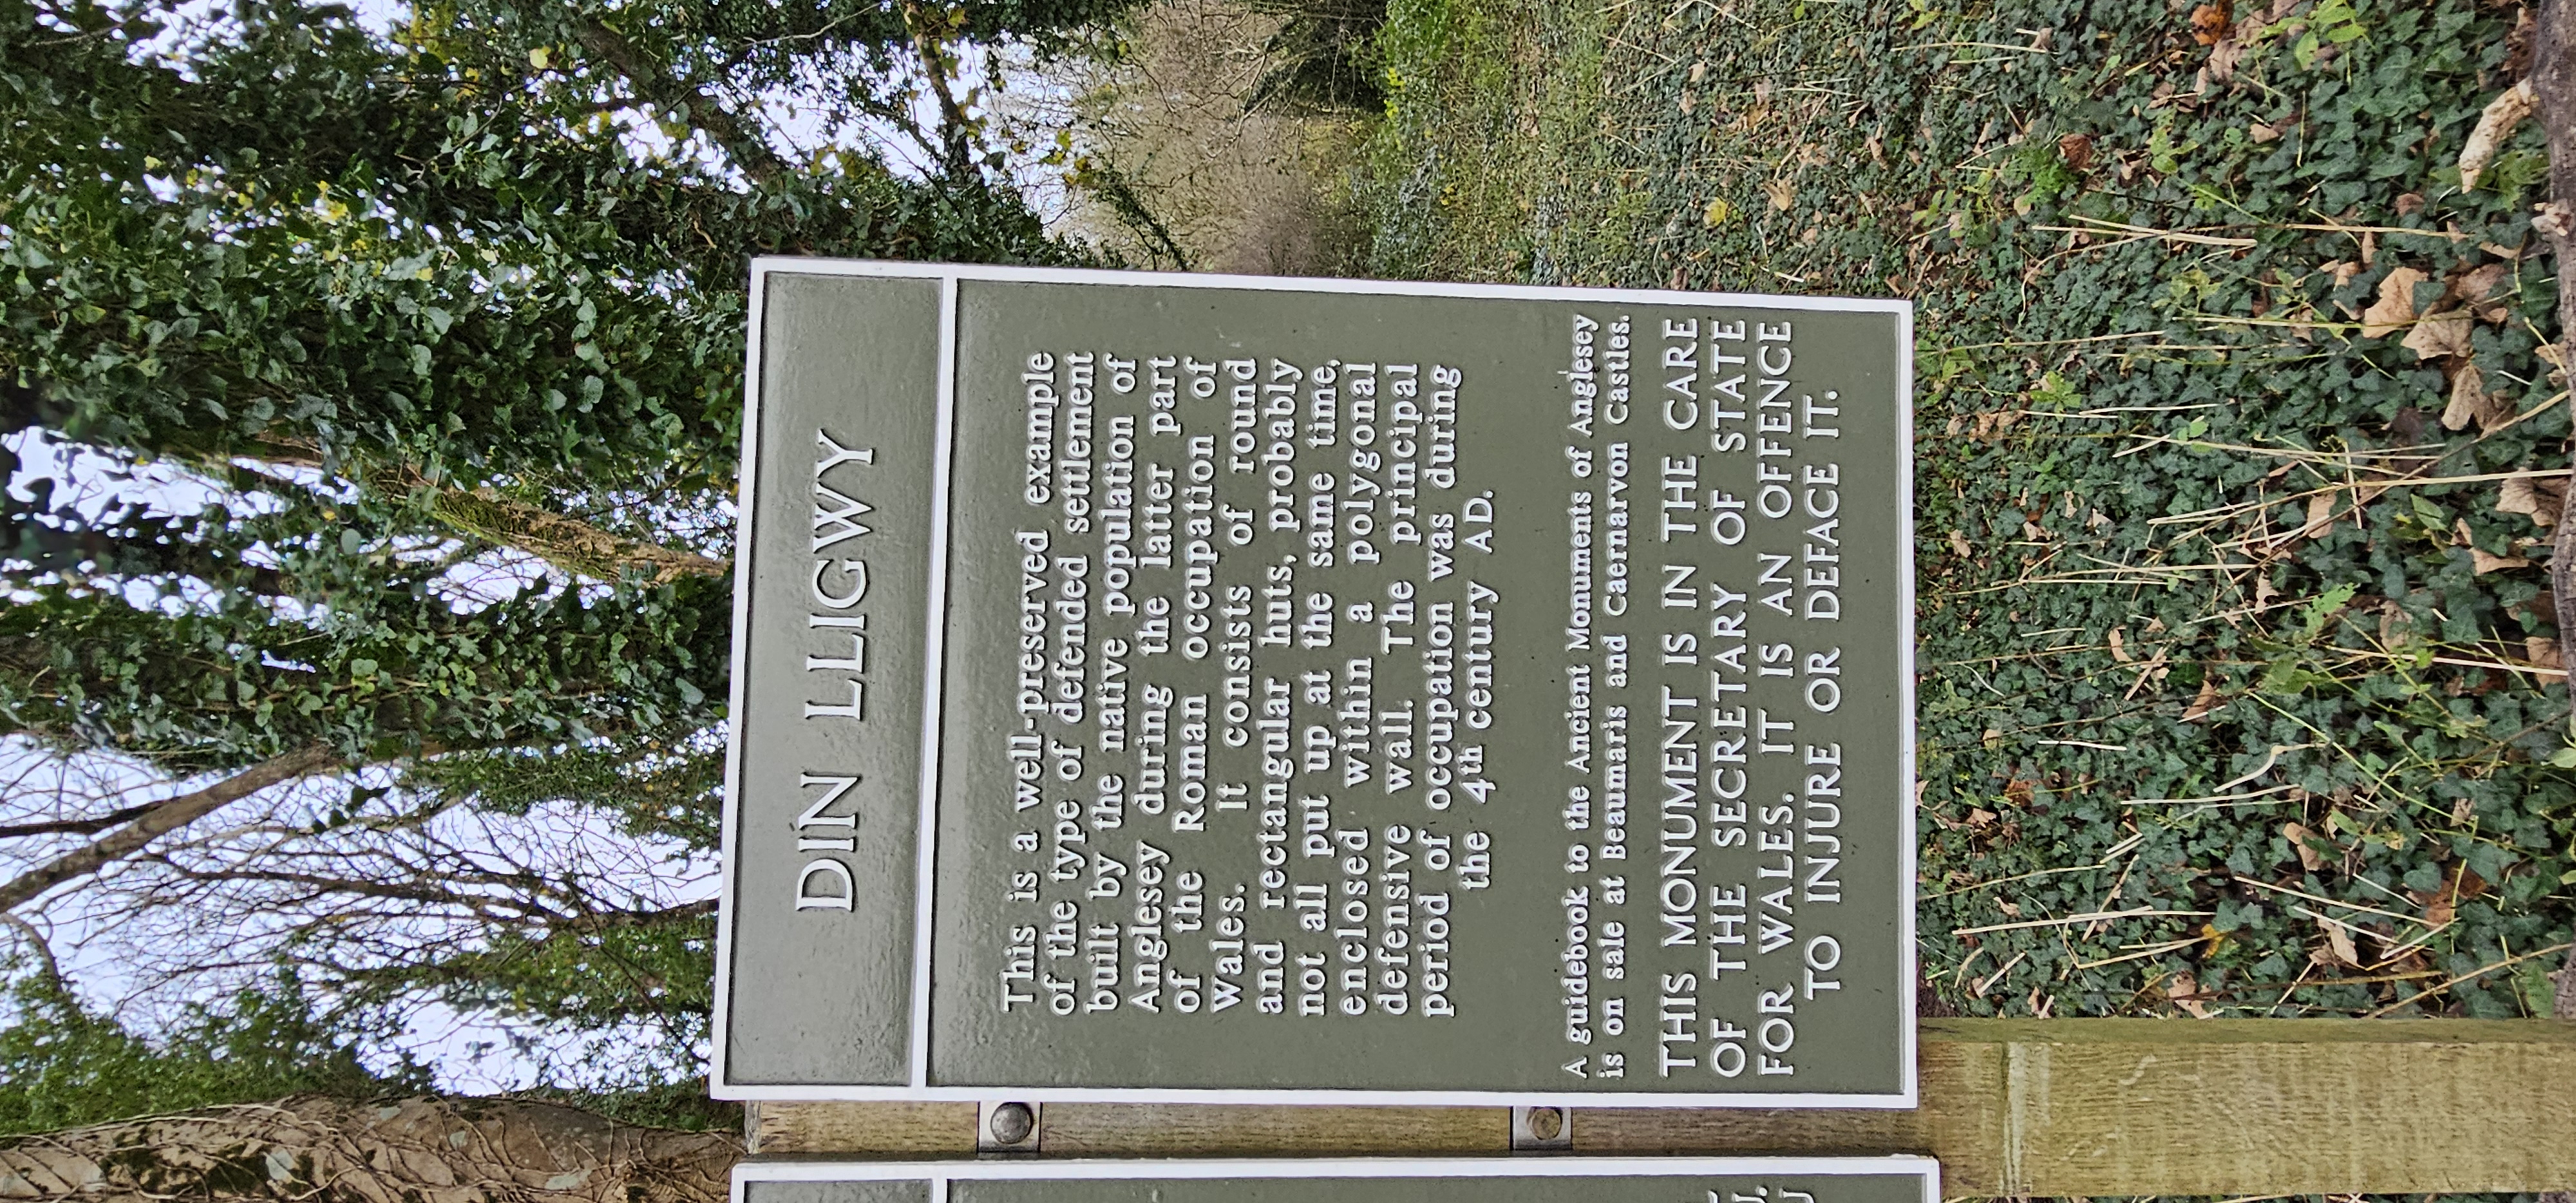 DIN LLIGWY
This is a well-preserved example
of the type of defended settlement
built by the native population of
Anglesey during the latter part
of the Roman occupation of
Wales. It consists of round
and rectangular huts, probably
not all put up at the same time,
enclosed within a polygonal
defensive wall. The principal
period of occupation was during
the 4th century A.D.
A guidebook to the Ancient Monuments of Anglesey
is on sale at Beaumaris and Caernarvon Castles.
THIS MONUMENT IS IN THE CARE
OF THE SECRETARY OF STATE
FOR WALES. IT IS AN OFFENCE
TO INJURE OR DEFACE IT.